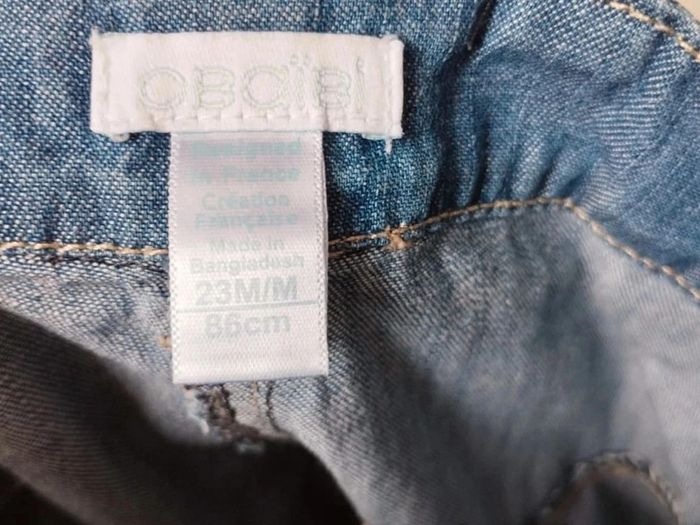 OBAÏBI
Designed
in France
Création
Française
Made in
Bangladesh
23M/M
86cm